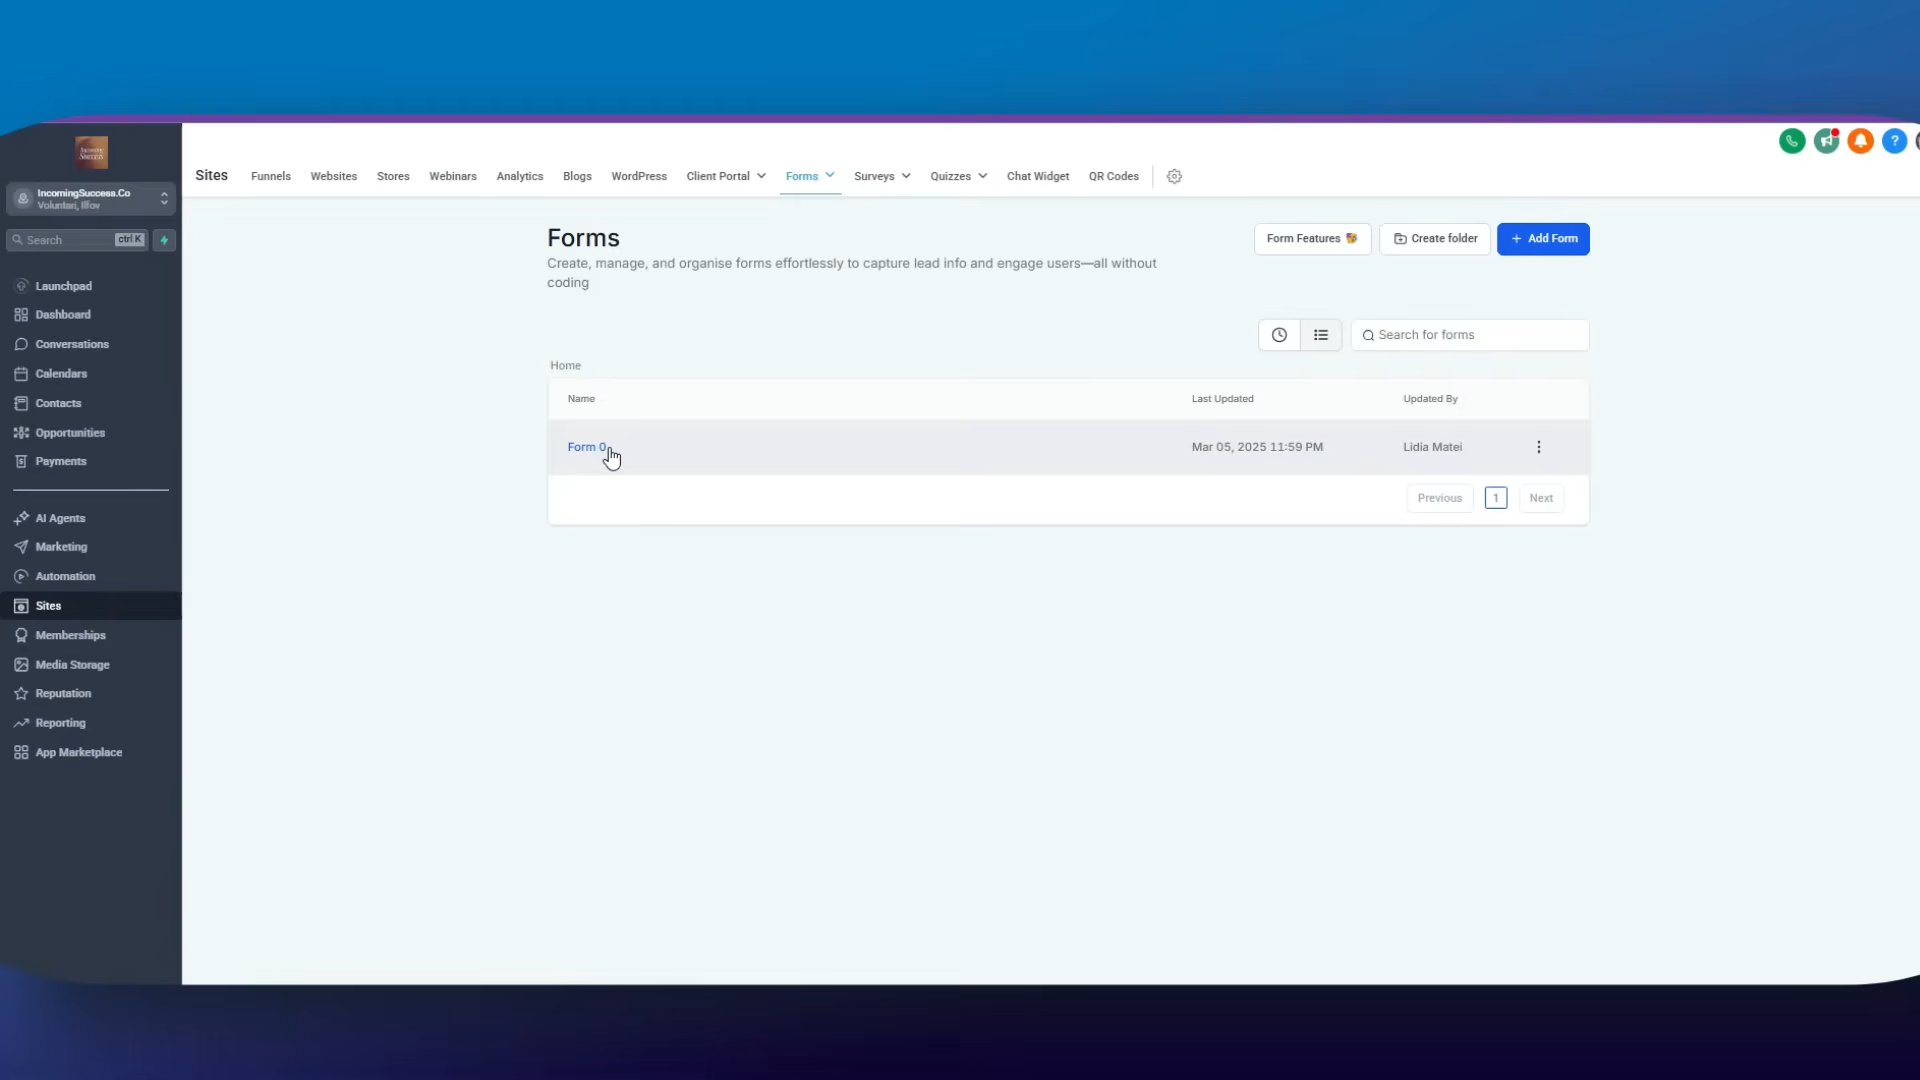 IncomingSuccess.Co
Voluntari, Ilfov
Search ctrl K
Launchpad
Dashboard
Conversations
Calendars
Contacts
Opportunities
Payments
AI Agents
Marketing
Automation
Sites
Memberships
Media Storage
Reputation
Reporting
App Marketplace
Sites Funnels Websites Stores Webinars Analytics Blogs WordPress Client Portal Forms Surveys Quizzes Chat Widget QR Codes
?
Forms
Create, manage, and organise forms effortlessly to capture lead info and engage users—all without
coding
Form Features Create folder + Add Form
Search for forms
Home
Name Last Updated Updated By
Form 0 Mar 05, 2025 11:59 PM Lidia Matei
Previous 1 Next